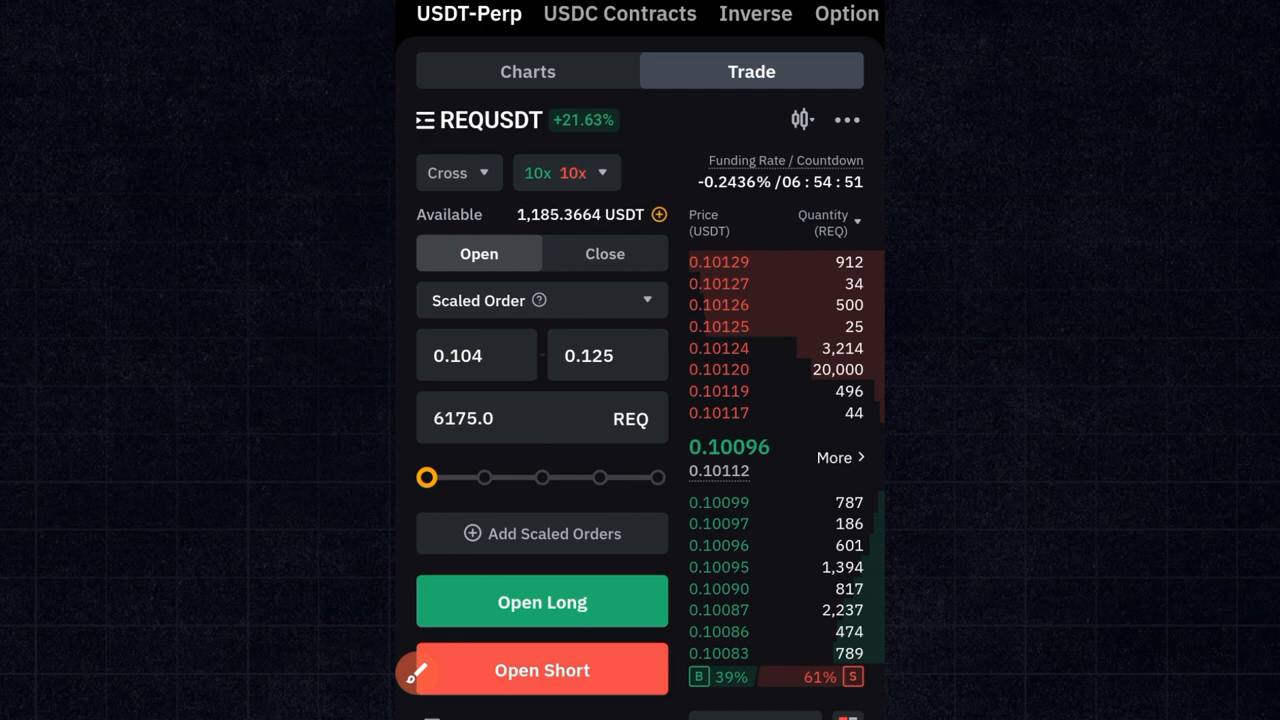 USDT-Perp USDC Contracts Inverse Option
Charts Trade
REQUSDT +21.63%
Cross 10x 10x
Funding Rate / Countdown
-0.2436% /06 : 54 : 51
Available 1,185.3664 USDT
Open Close
Scaled Order
0.104 - 0.125
6175.0 REQ
Add Scaled Orders
Open Long
Open Short
Price Quantity
(USDT) (REQ)
0.10129 912
0.10127 34
0.10126 500
0.10125 25
0.10124 3,214
0.10120 20,000
0.10119 496
0.10117 44
0.10096
0.10112
More >
0.10099 787
0.10097 186
0.10096 601
0.10095 1,394
0.10090 817
0.10087 2,237
0.10086 474
0.10083 789
B 39% 61% S